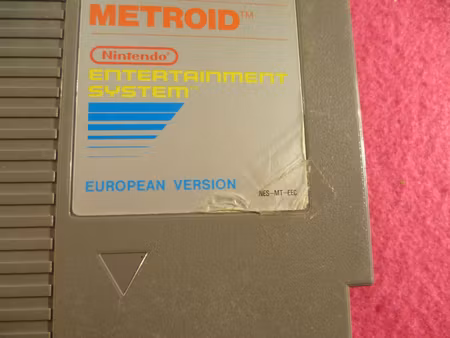 METROID™
Nintendo®
ENTERTAINMENT
SYSTEM™
EUROPEAN VERSION
NES-MT-EEC